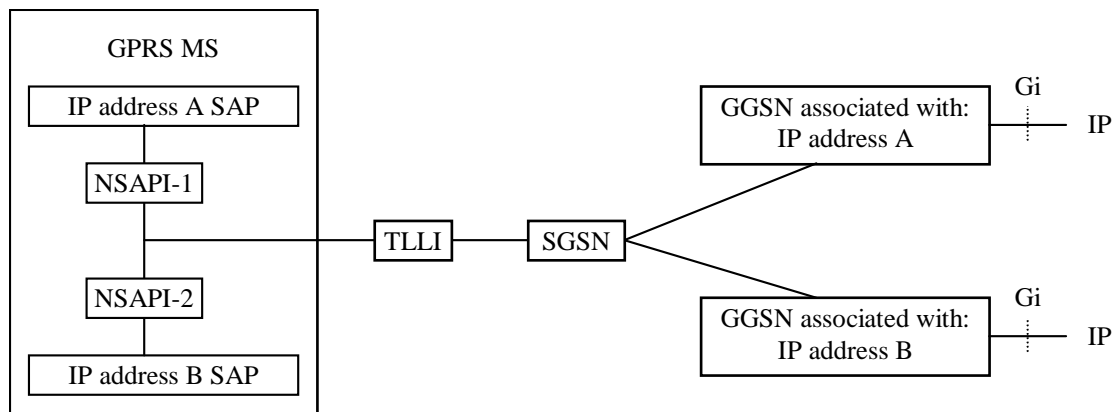 GPRS MS
IP address A SAP
NSAPI-1
NSAPI-2
IP address B SAP
TLLI
SGSN
GGSN associated with:
IP address A
Gi
IP
GGSN associated with:
IP address B
Gi
IP